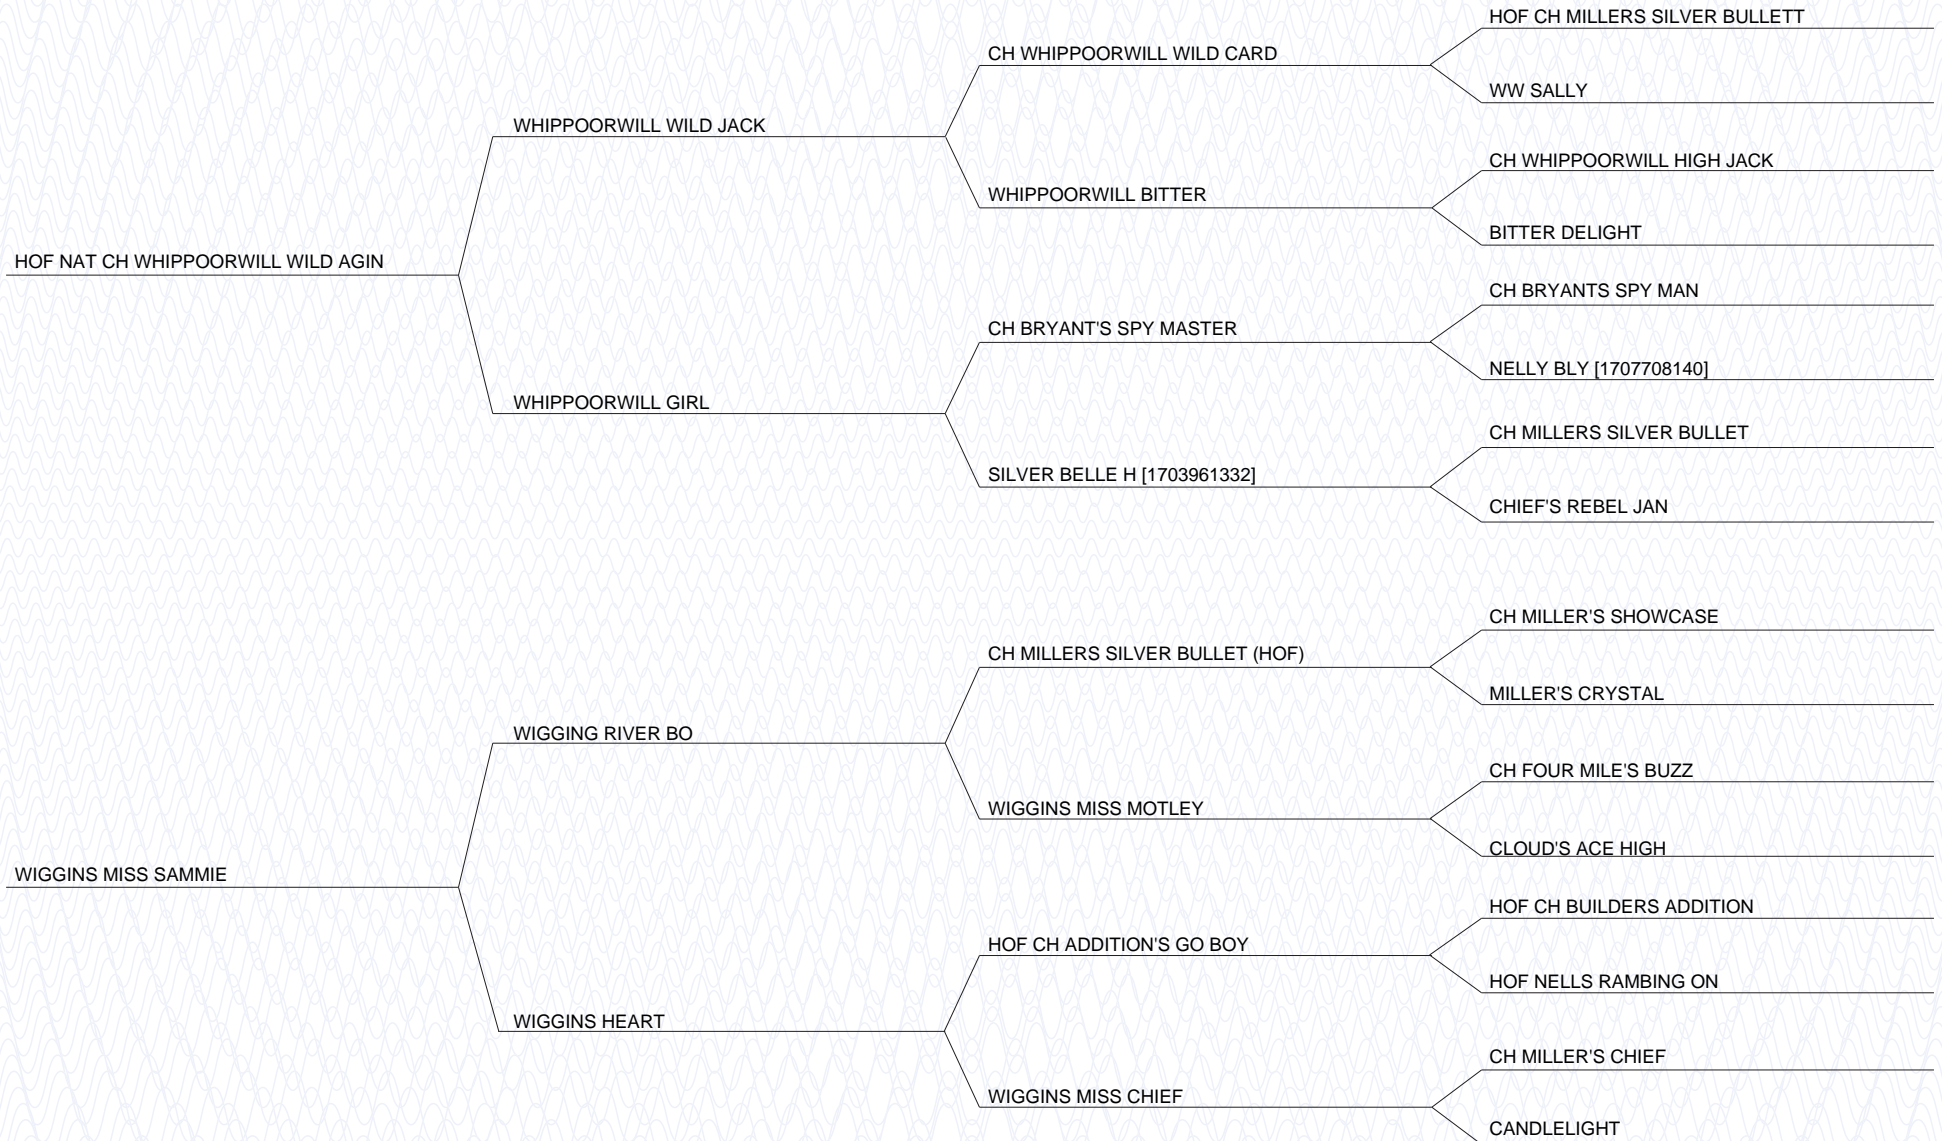 HOF CH MILLERS SILVER BULLETT
CH WHIPPOORWILL WILD CARD
WW SALLY
WHIPPOORWILL WILD JACK
CH WHIPPOORWILL HIGH JACK
WHIPPOORWILL BITTER
BITTER DELIGHT
HOF NAT CH WHIPPOORWILL WILD AGIN
CH BRYANTS SPY MAN
CH BRYANT'S SPY MASTER
NELLY BLY [1707708140]
WHIPPOORWILL GIRL
CH MILLERS SILVER BULLET
SILVER BELLE H [1703961332]
CHIEF'S REBEL JAN
CH MILLER'S SHOWCASE
CH MILLERS SILVER BULLET (HOF)
MILLER'S CRYSTAL
WIGGING RIVER BO
CH FOUR MILE'S BUZZ
WIGGINS MISS MOTLEY
CLOUD'S ACE HIGH
WIGGINS MISS SAMMIE
HOF CH BUILDERS ADDITION
HOF CH ADDITION'S GO BOY
HOF NELLS RAMBING ON
WIGGINS HEART
CH MILLER'S CHIEF
WIGGINS MISS CHIEF
CANDLELIGHT